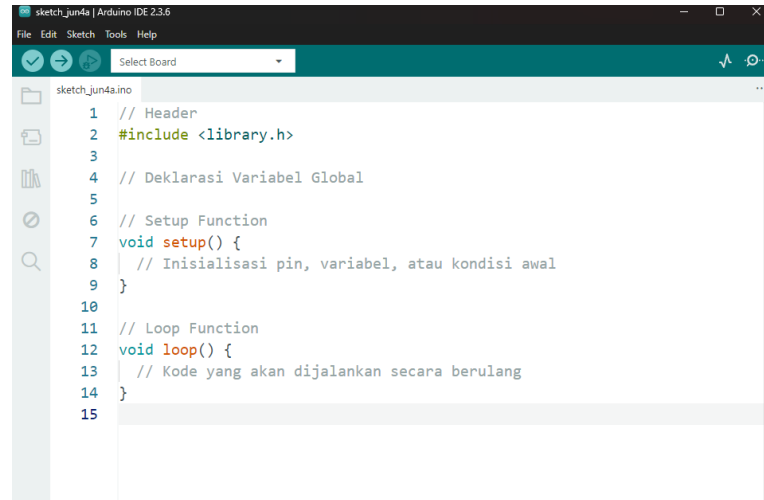 sketch_jun4a | Arduino IDE 2.3.6
File Edit Sketch Tools Help
Select Board
sketch_jun4a.ino
1 // Header
2 #include <library.h>
3
4 // Deklarasi Variabel Global
5
6 // Setup Function
7 void setup() {
8 // Inisialisasi pin, variabel, atau kondisi awal
9 }
10
11 // Loop Function
12 void loop() {
13 // Kode yang akan dijalankan secara berulang
14 }
15